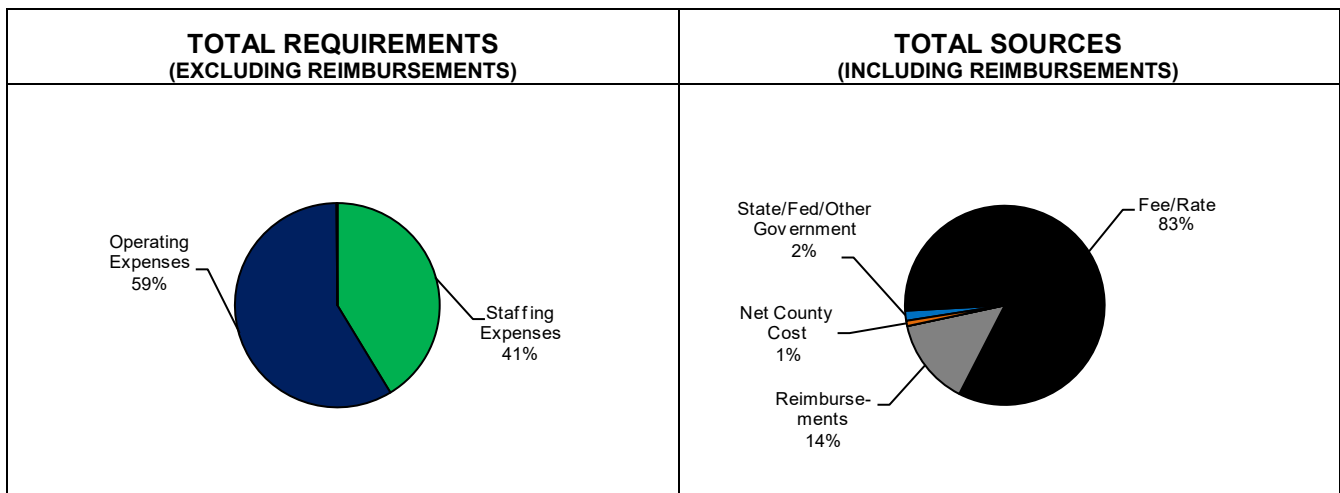 TOTAL REQUIREMENTS
(EXCLUDING REIMBURSEMENTS)
TOTAL SOURCES
(INCLUDING REIMBURSEMENTS)
Operating
Expenses
59%
Staffing
Expenses
41%
State/Fed/Other
Government
2%
Fee/Rate
83%
Net County
Cost
1%
Reimburse-
ments
14%